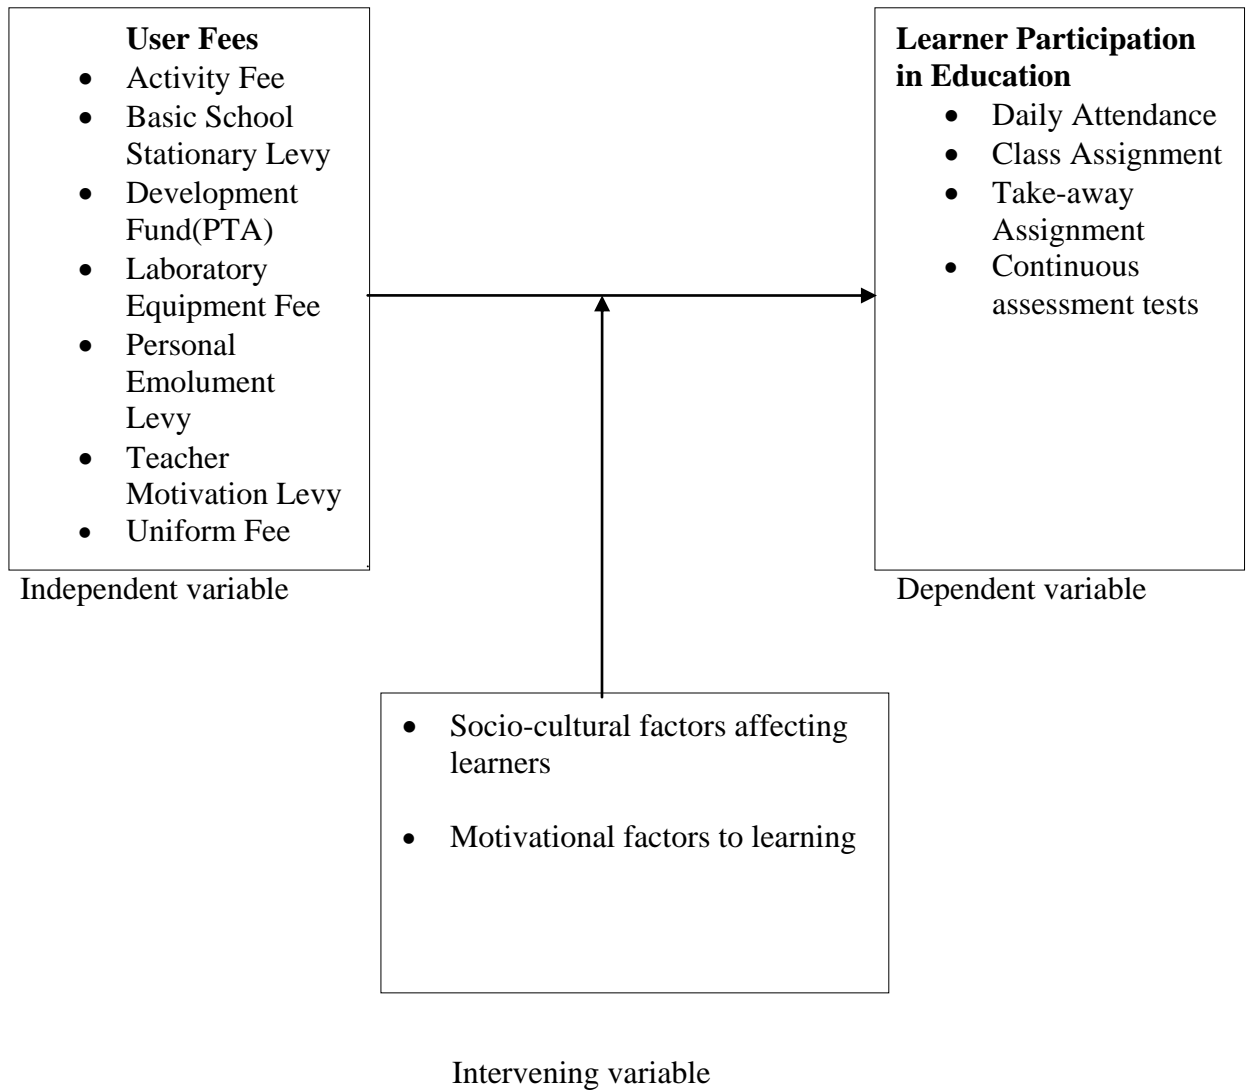 User Fees
• Activity Fee
• Basic School
Stationary Levy
• Development
Fund(PTA)
• Laboratory
Equipment Fee
• Personal
Emolument
Levy
• Teacher
Motivation Levy
• Uniform Fee
Independent variable
Learner Participation
in Education
• Daily Attendance
• Class Assignment
• Take-away
Assignment
• Continuous
assessment tests
Dependent variable
• Socio-cultural factors affecting
learners
• Motivational factors to learning
Intervening variable